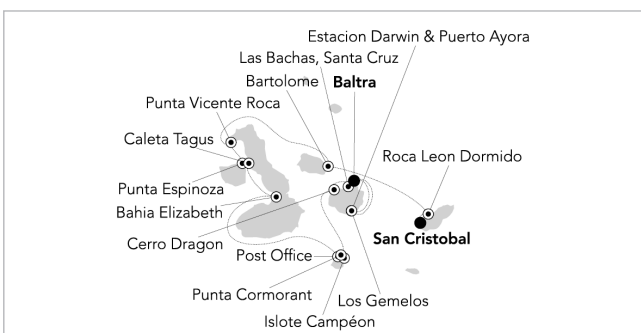 Estacion Darwin & Puerto Ayora
Las Bachas, Santa Cruz
Bartolome
Baltra
Punta Vicente Roca
Caleta Tagus
Roca Leon Dormido
Punta Espinoza
Bahia Elizabeth
Cerro Dragon
San Cristobal
Post Office
Punta Cormorant
Los Gemelos
Islote Campéon